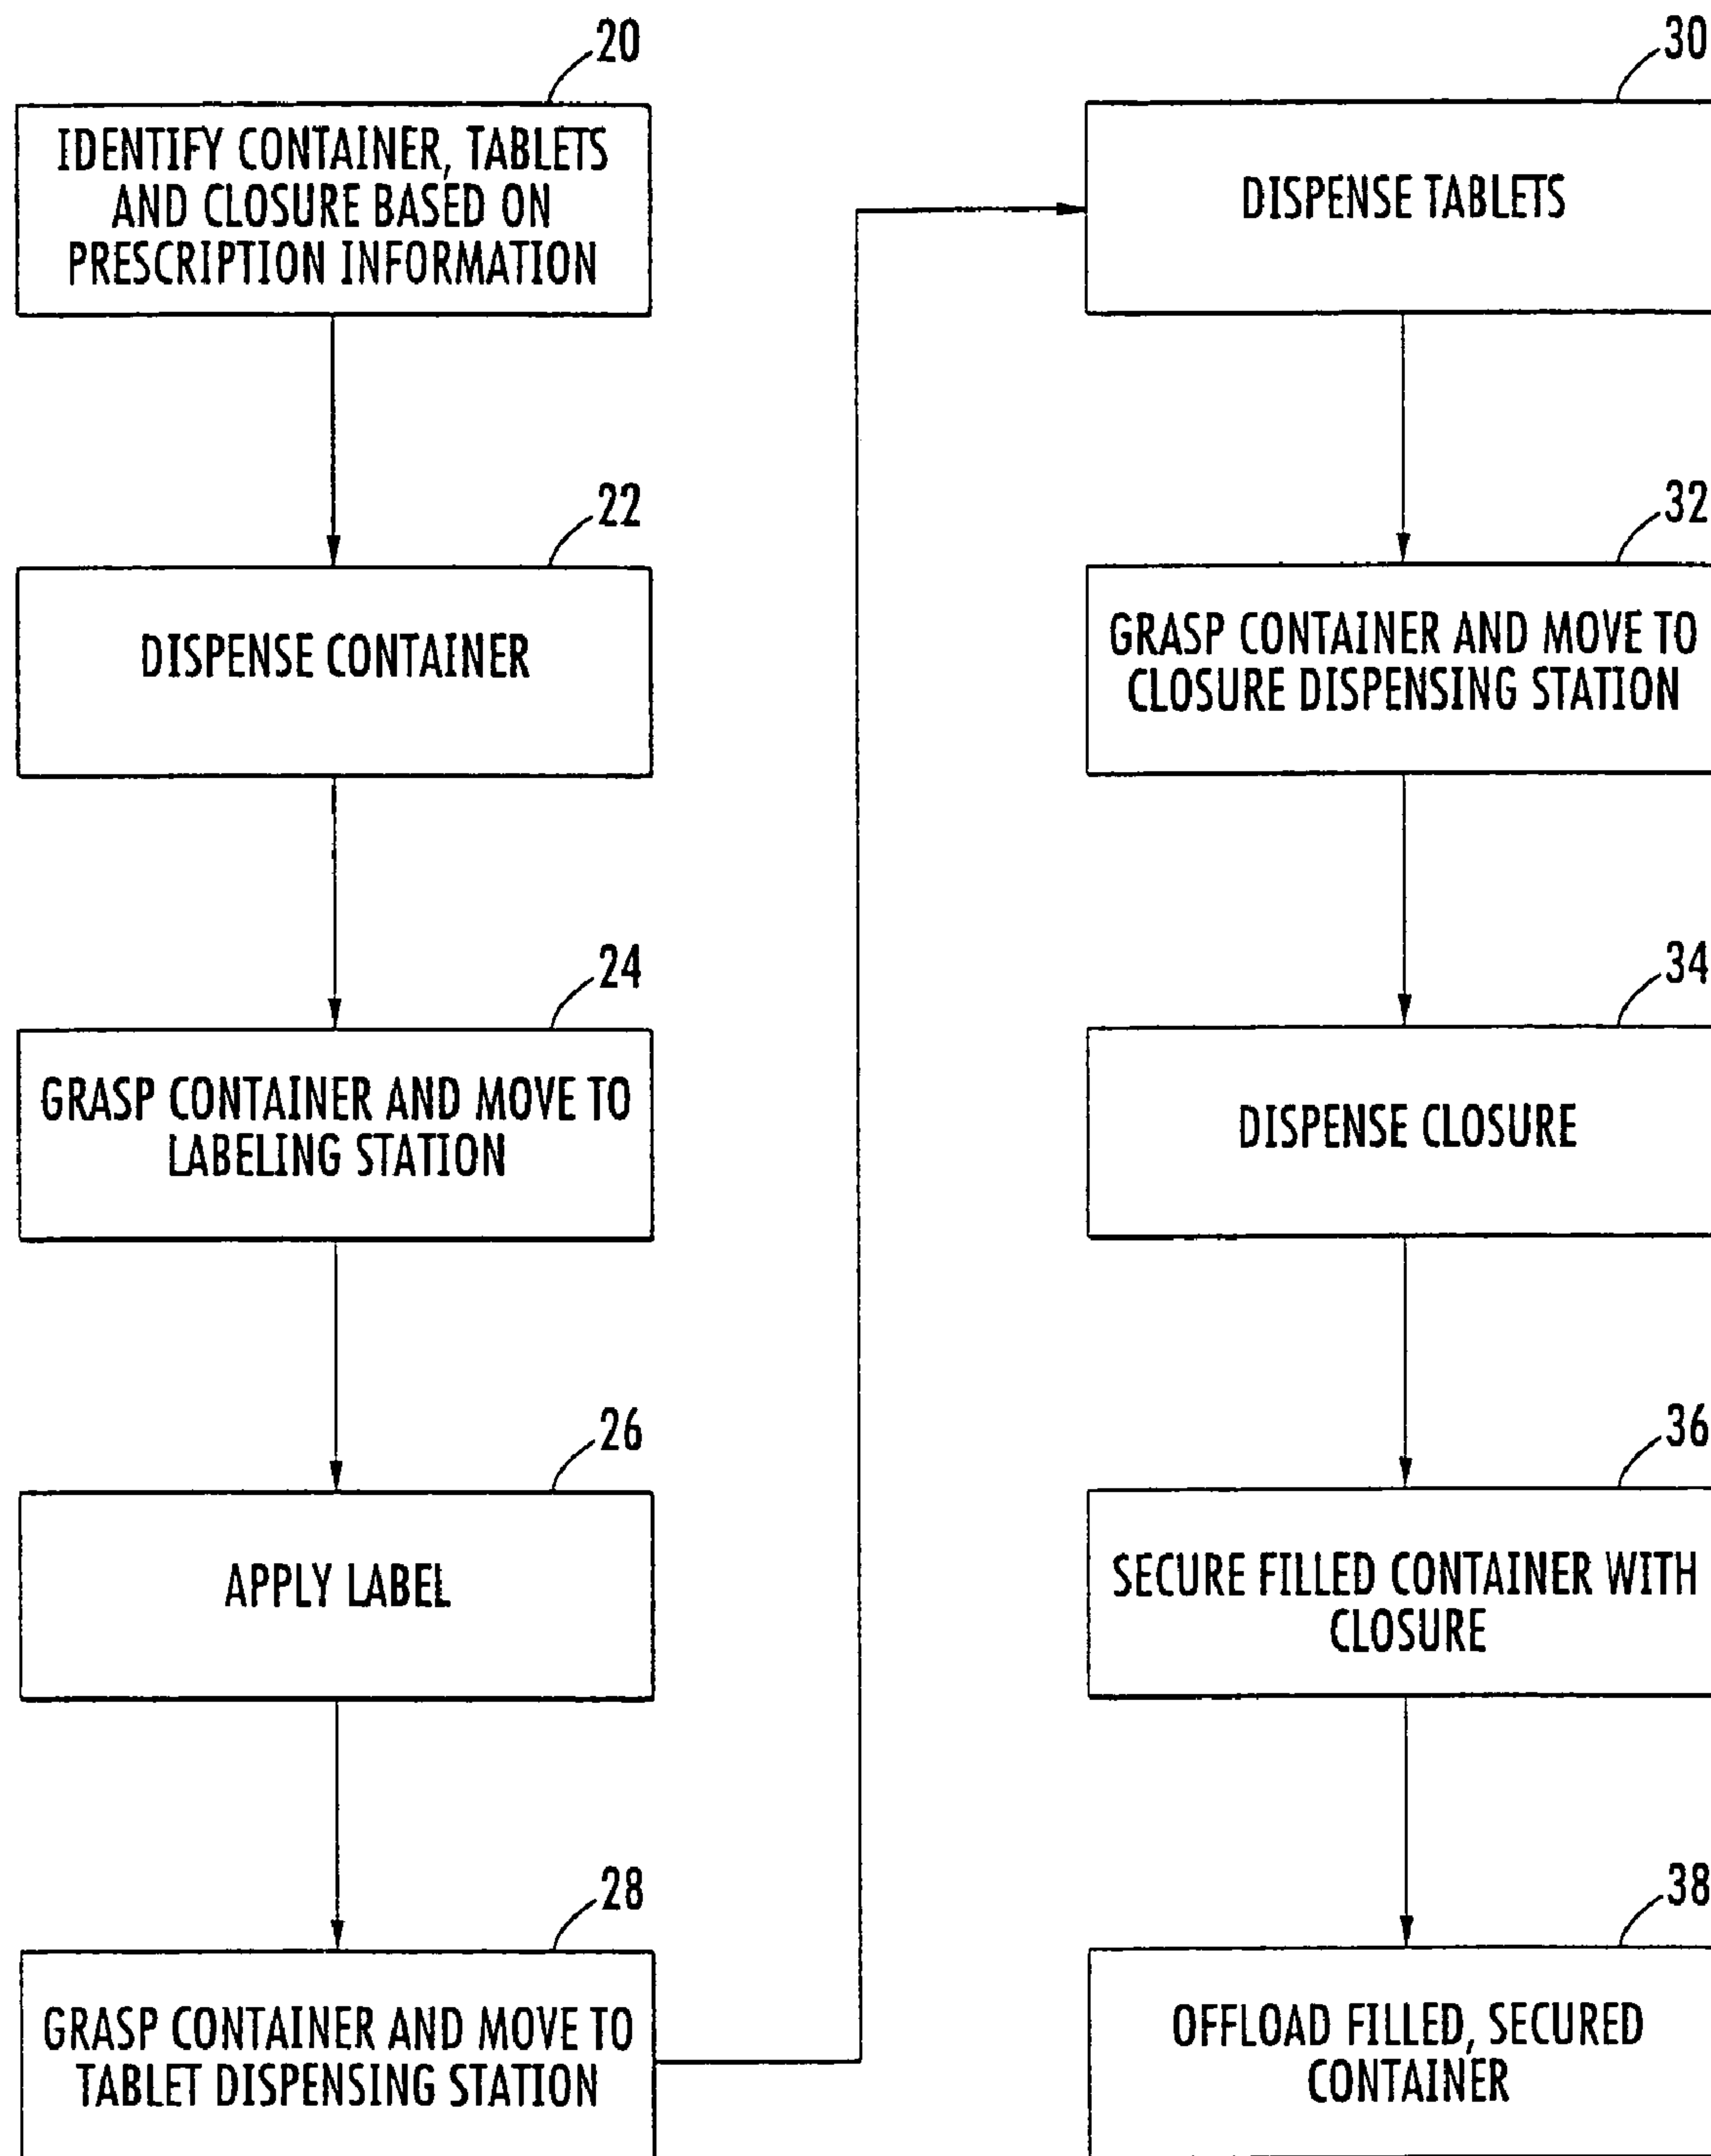 20
IDENTIFY CONTAINER, TABLETS
AND CLOSURE BASED ON
PRESCRIPTION INFORMATION
22
DISPENSE CONTAINER
24
GRASP CONTAINER AND MOVE TO
LABELING STATION
26
APPLY LABEL
28
GRASP CONTAINER AND MOVE TO
TABLET DISPENSING STATION
30
DISPENSE TABLETS
32
GRASP CONTAINER AND MOVE TO
CLOSURE DISPENSING STATION
34
DISPENSE CLOSURE
36
SECURE FILLED CONTAINER WITH
CLOSURE
38
OFFLOAD FILLED, SECURED
CONTAINER